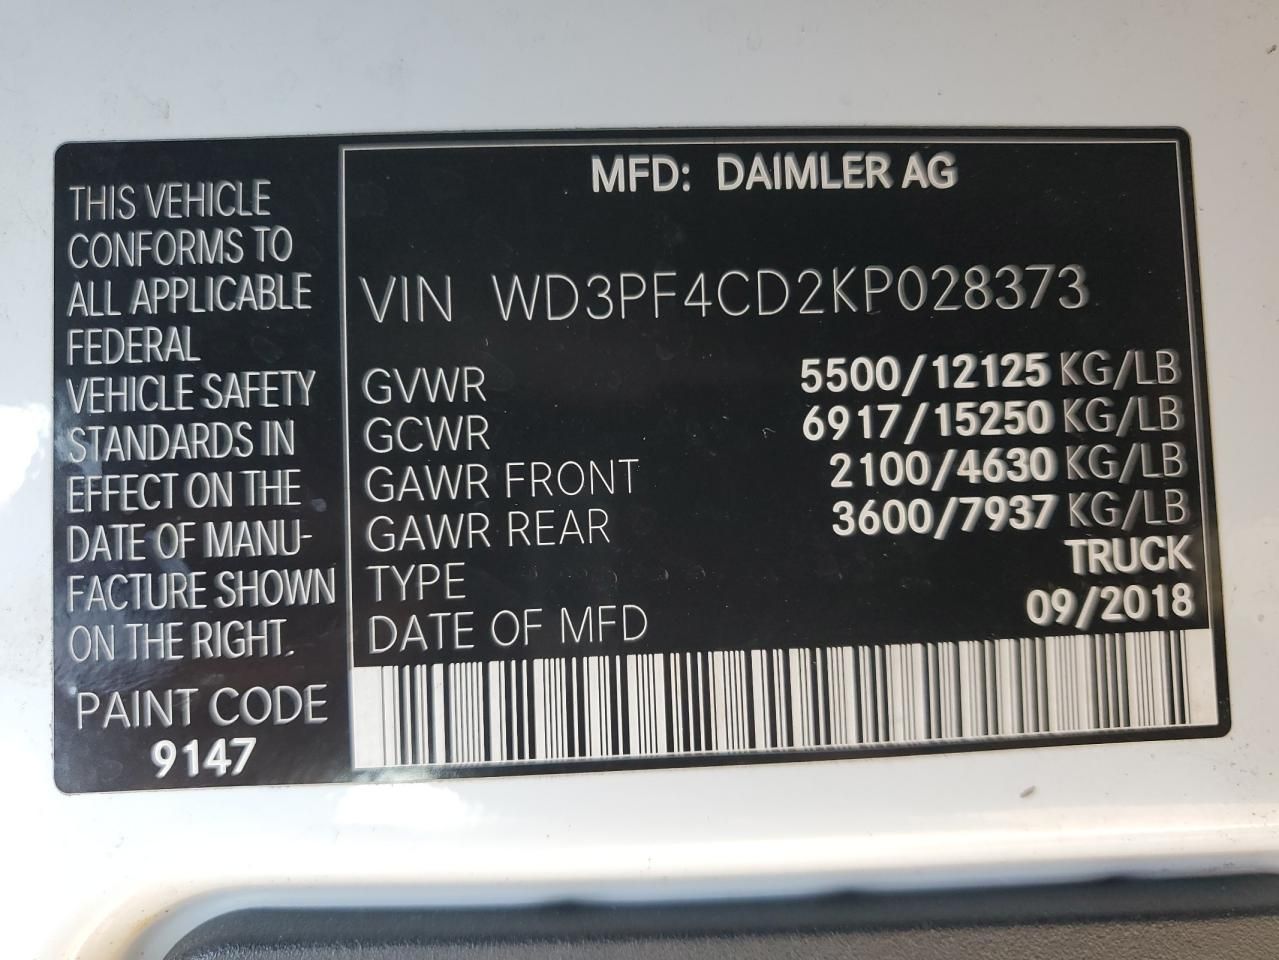 THIS VEHICLE
CONFORMS TO
ALL APPLICABLE
FEDERAL
VEHICLE SAFETY
STANDARDS IN
EFFECT ON THE
DATE OF MANU-
FACTURE SHOWN
ON THE RIGHT.
PAINT CODE
9147
MFD: DAIMLER AG
VIN WD3PF4CD2KP028373
GVWR 5500/12125 KG/LB
GCWR 6917/15250 KG/LB
GAWR FRONT 2100/4630 KG/LB
GAWR REAR 3600/7937 KG/LB
TYPE TRUCK
DATE OF MFD 09/2018